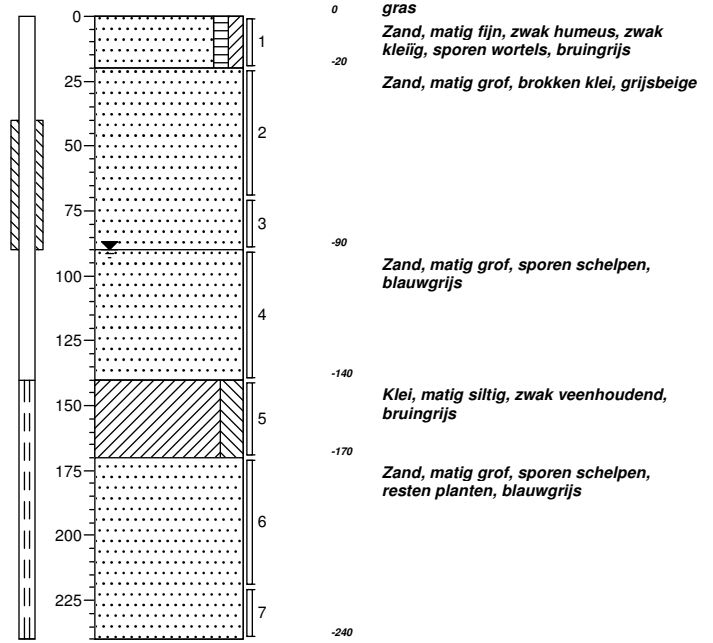 0
25
50
75
100
125
150
175
200
225
1
2
3
4
5
6
7
0
gras
Zand, matig fijn, zwak humeus, zwak
kleiïg, sporen wortels, bruingrijs
-20
Zand, matig grof, brokken klei, grijsbeige
-90
Zand, matig grof, sporen schelpen,
blauwgrijs
-140
Klei, matig siltig, zwak veenhoudend,
bruingrijs
-170
Zand, matig grof, sporen schelpen,
resten planten, blauwgrijs
-240